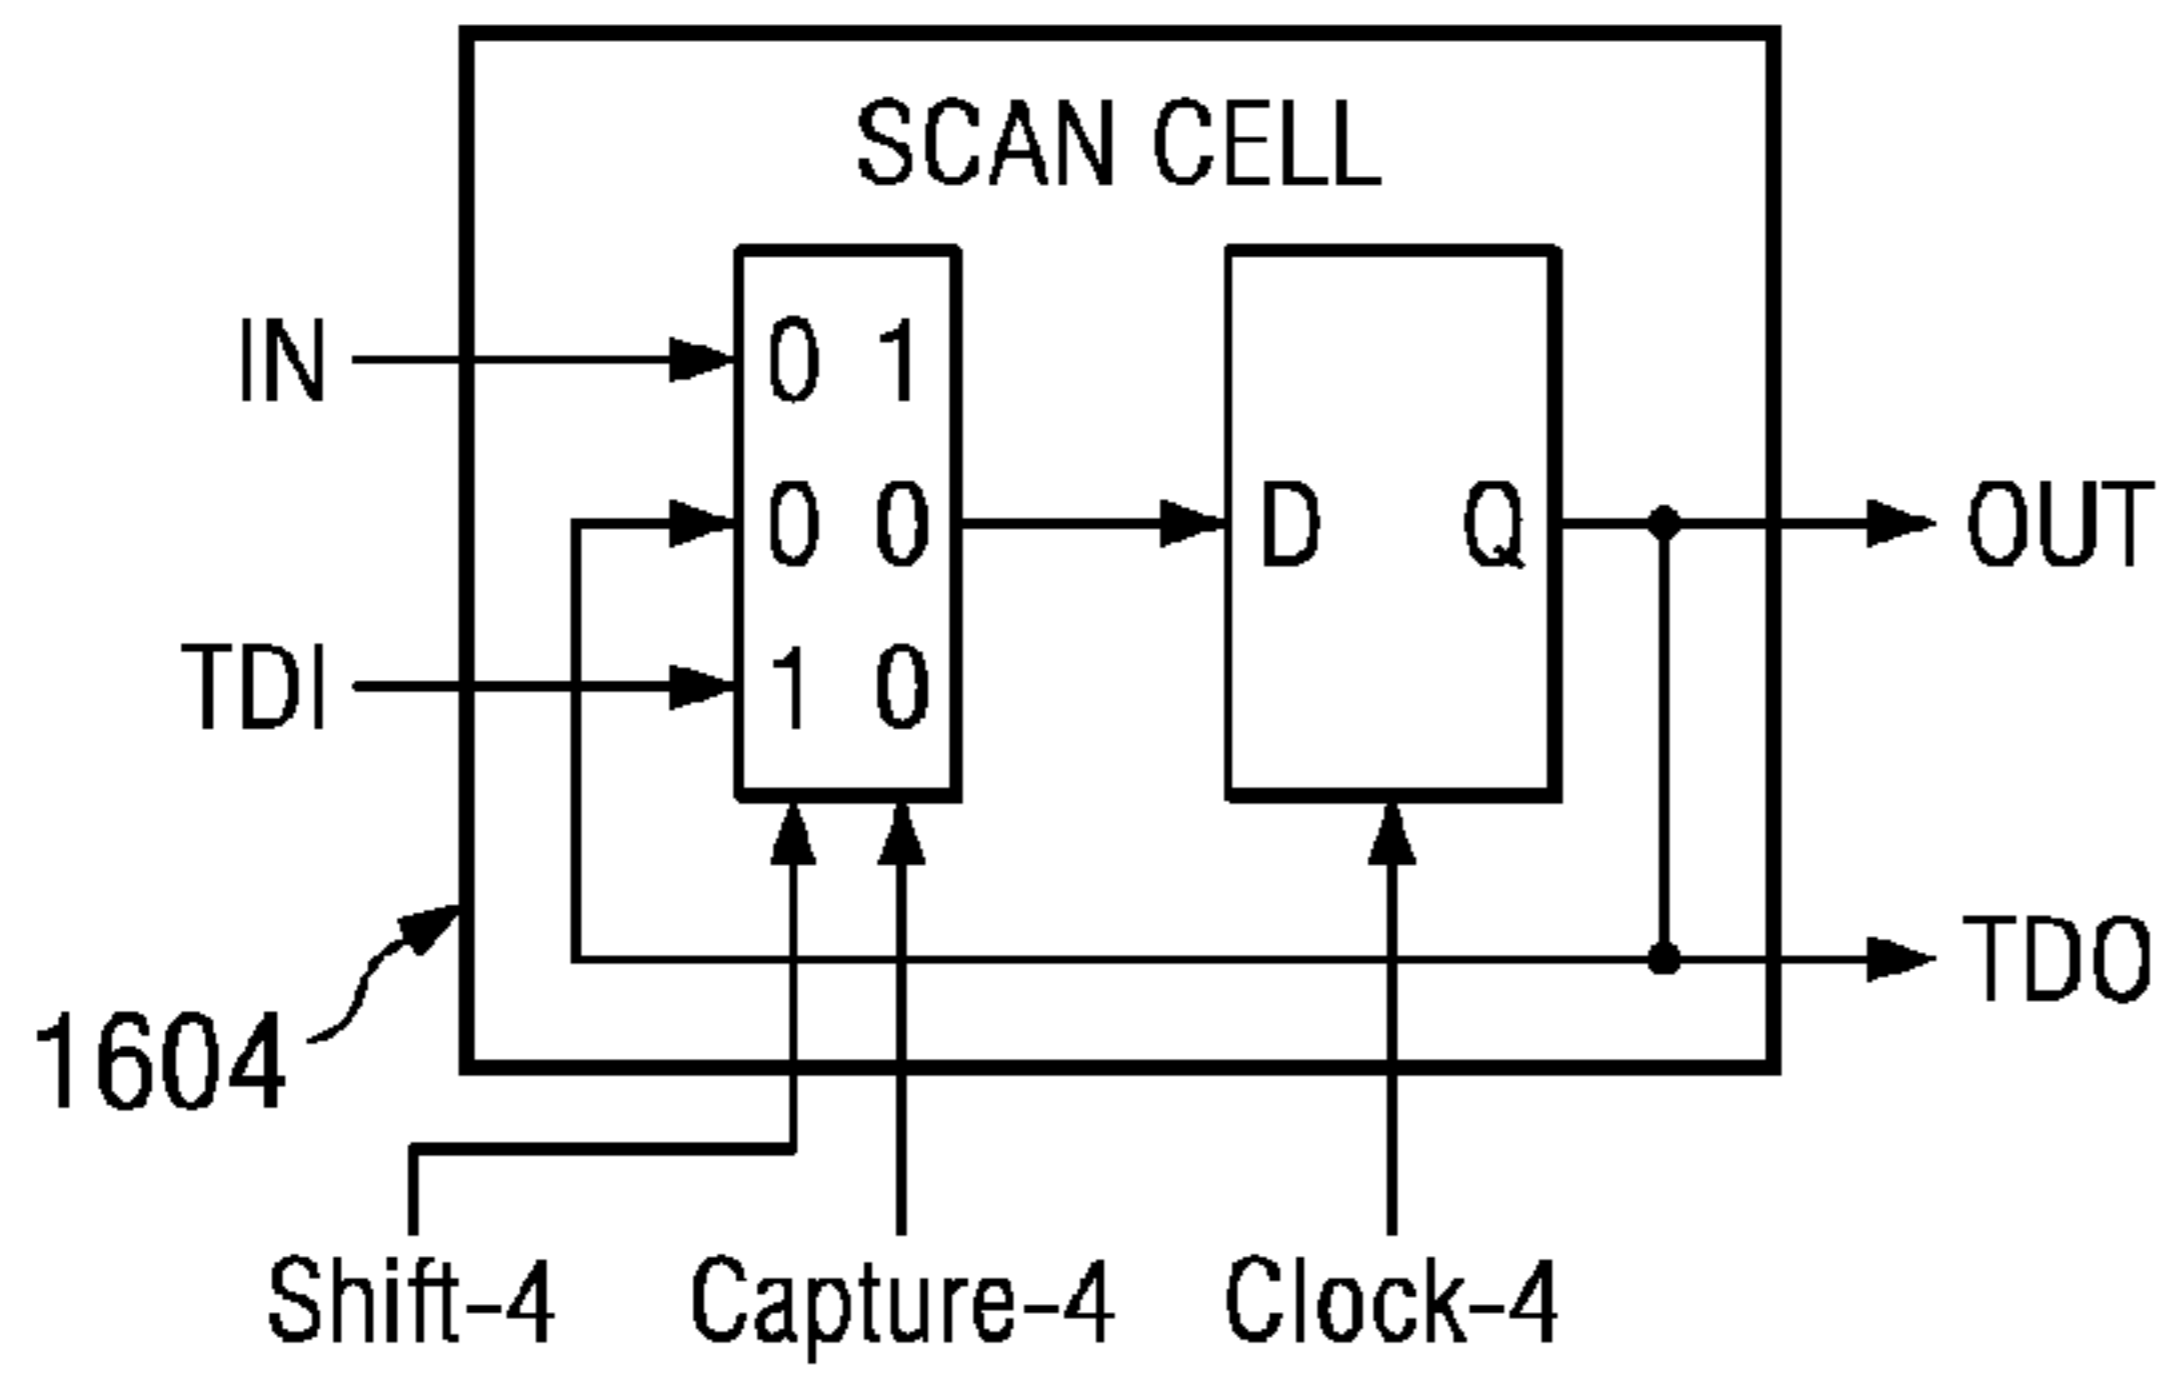 SCAN CELL
IN
0 1
0 0
D Q
OUT
TDI
1 0
TDO
1604
Shift-4
Capture-4
Clock-4